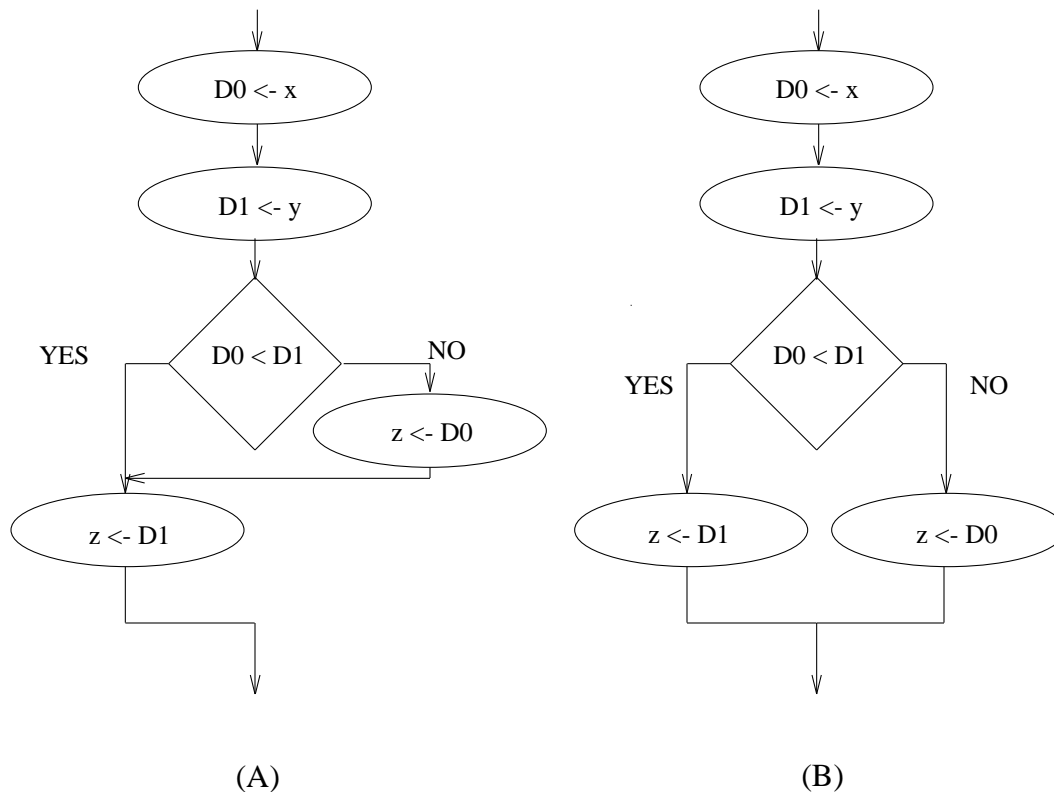 D0 <- x
D1 <- y
D0 < D1
YES
NO
z <- D0
z <- D1
(A)
D0 <- x
D1 <- y
D0 < D1
YES
NO
z <- D1
z <- D0
(B)